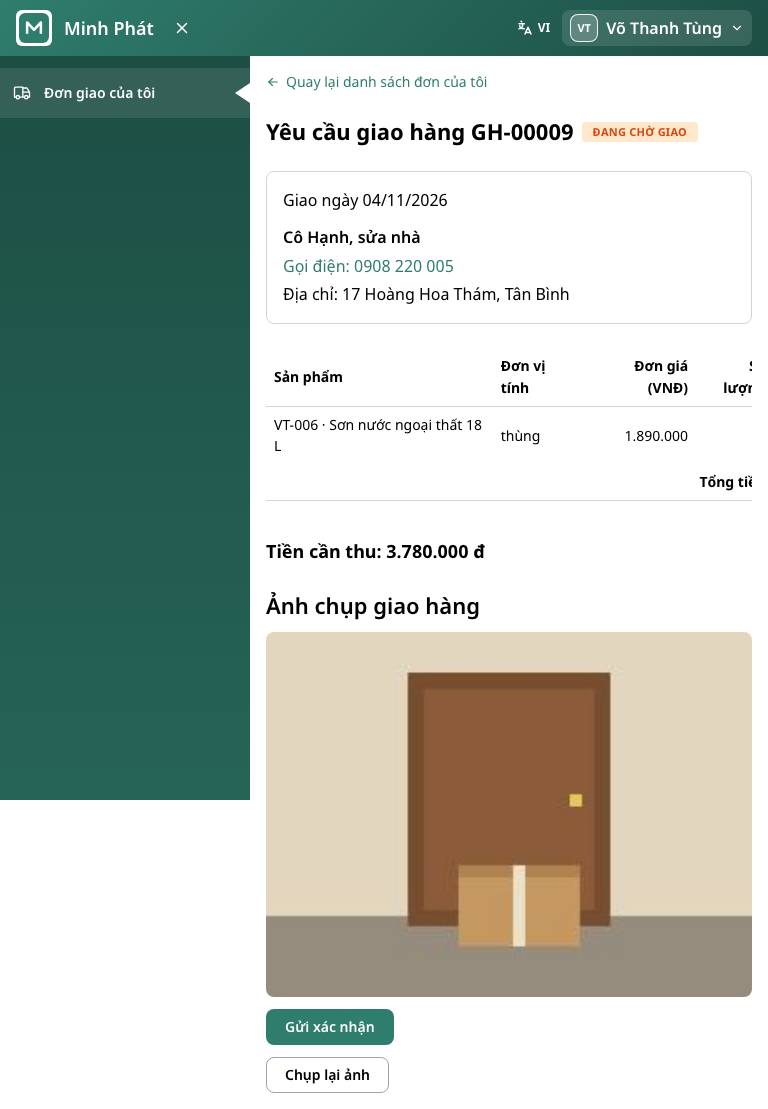 Minh Phát
VI
VT
Võ Thanh Tùng
Đơn giao của tôi
Quay lại danh sách đơn của tôi
Yêu cầu giao hàng GH-00009
ĐANG CHỜ GIAO
Giao ngày 04/11/2026
Cô Hạnh, sửa nhà
Gọi điện: 0908 220 005
Địa chỉ: 17 Hoàng Hoa Thám, Tân Bình
Sản phẩm
Đơn vị
tính
Đơn giá
(VNĐ)
VT-006 · Sơn nước ngoại thất 18
L
thùng
1.890.000
Tổng
Tiền cần thu: 3.780.000 đ
Ảnh chụp giao hàng
Gửi xác nhận
Chụp lại ảnh